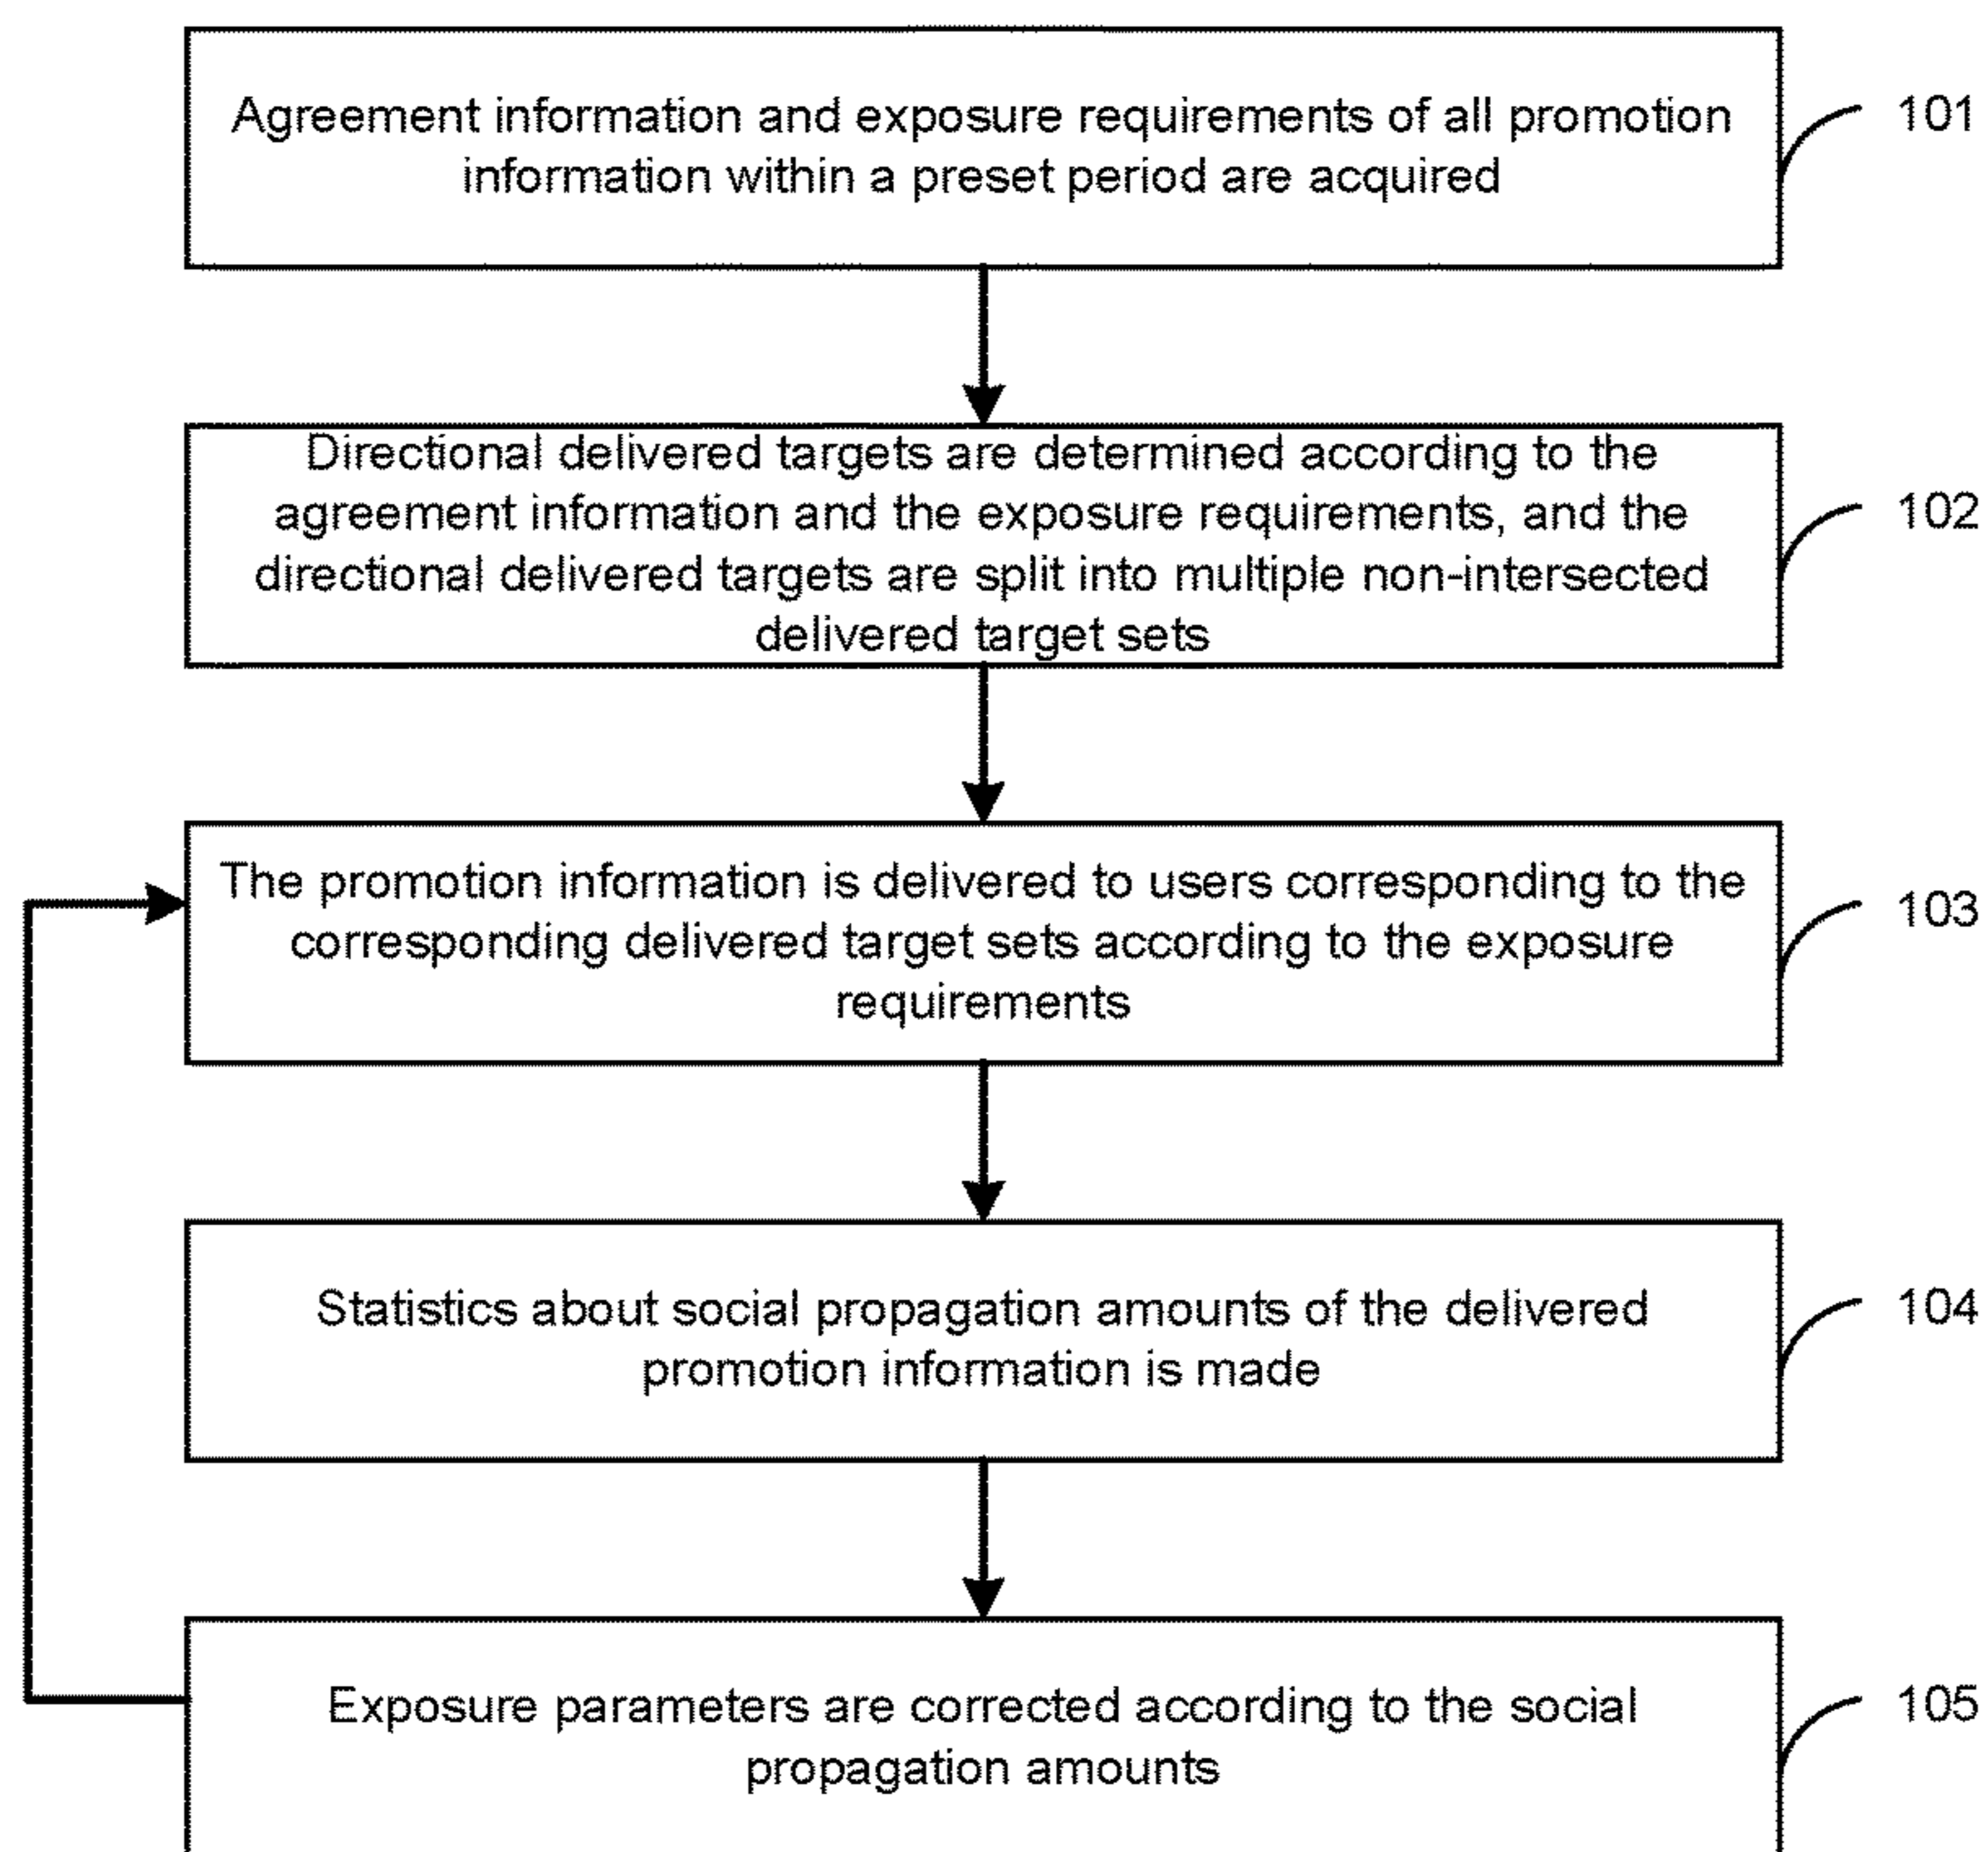 Agreement information and exposure requirements of all promotion
information within a preset period are acquired
101
Directional delivered targets are determined according to the
agreement information and the exposure requirements, and the
directional delivered targets are split into multiple non-intersected
delivered target sets
102
The promotion information is delivered to users corresponding to the
corresponding delivered target sets according to the exposure
requirements
103
Statistics about social propagation amounts of the delivered
promotion information is made
104
Exposure parameters are corrected according to the social
propagation amounts
105